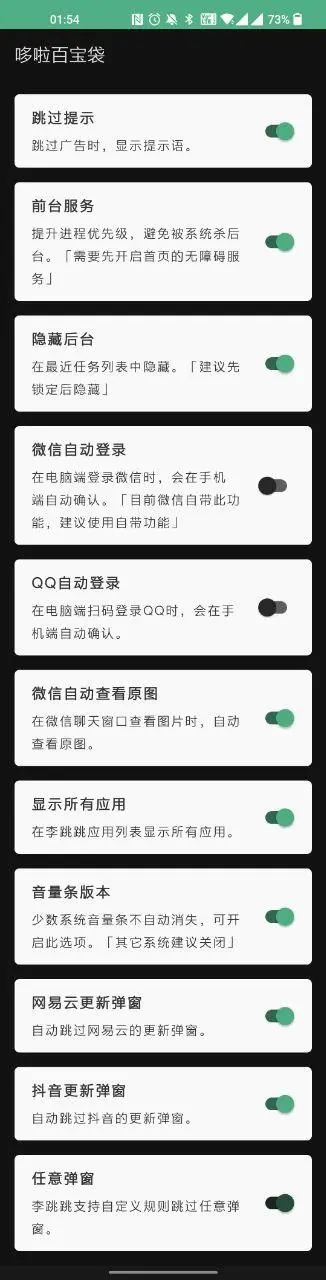 01:54
73%
哆啦百宝袋
跳过提示
跳过广告时，显示提示语。
前台服务
提升进程优先级，避免被系统杀后
台。「需要先开启首页的无障碍服
务」
隐藏后台
在最近任务列表中隐藏。「建议先
锁定后隐藏」
微信自动登录
在电脑端登录微信时，会在手机
端自动确认。「目前微信自带此功
能，建议使用自带功能」
QQ自动登录
在电脑端扫码登录QQ时，会在手
机端自动确认。
微信自动查看原图
在微信聊天窗口查看图片时，自动
查看原图。
显示所有应用
在李跳跳应用列表显示所有应用。
音量条版本
少数系统音量条不自动消失，可开
启此选项。「其它系统建议关闭」
网易云更新弹窗
自动跳过网易云的更新弹窗。
抖音更新弹窗
自动跳过抖音的更新弹窗。
任意弹窗
李跳跳支持自定义规则跳过任意弹
窗。